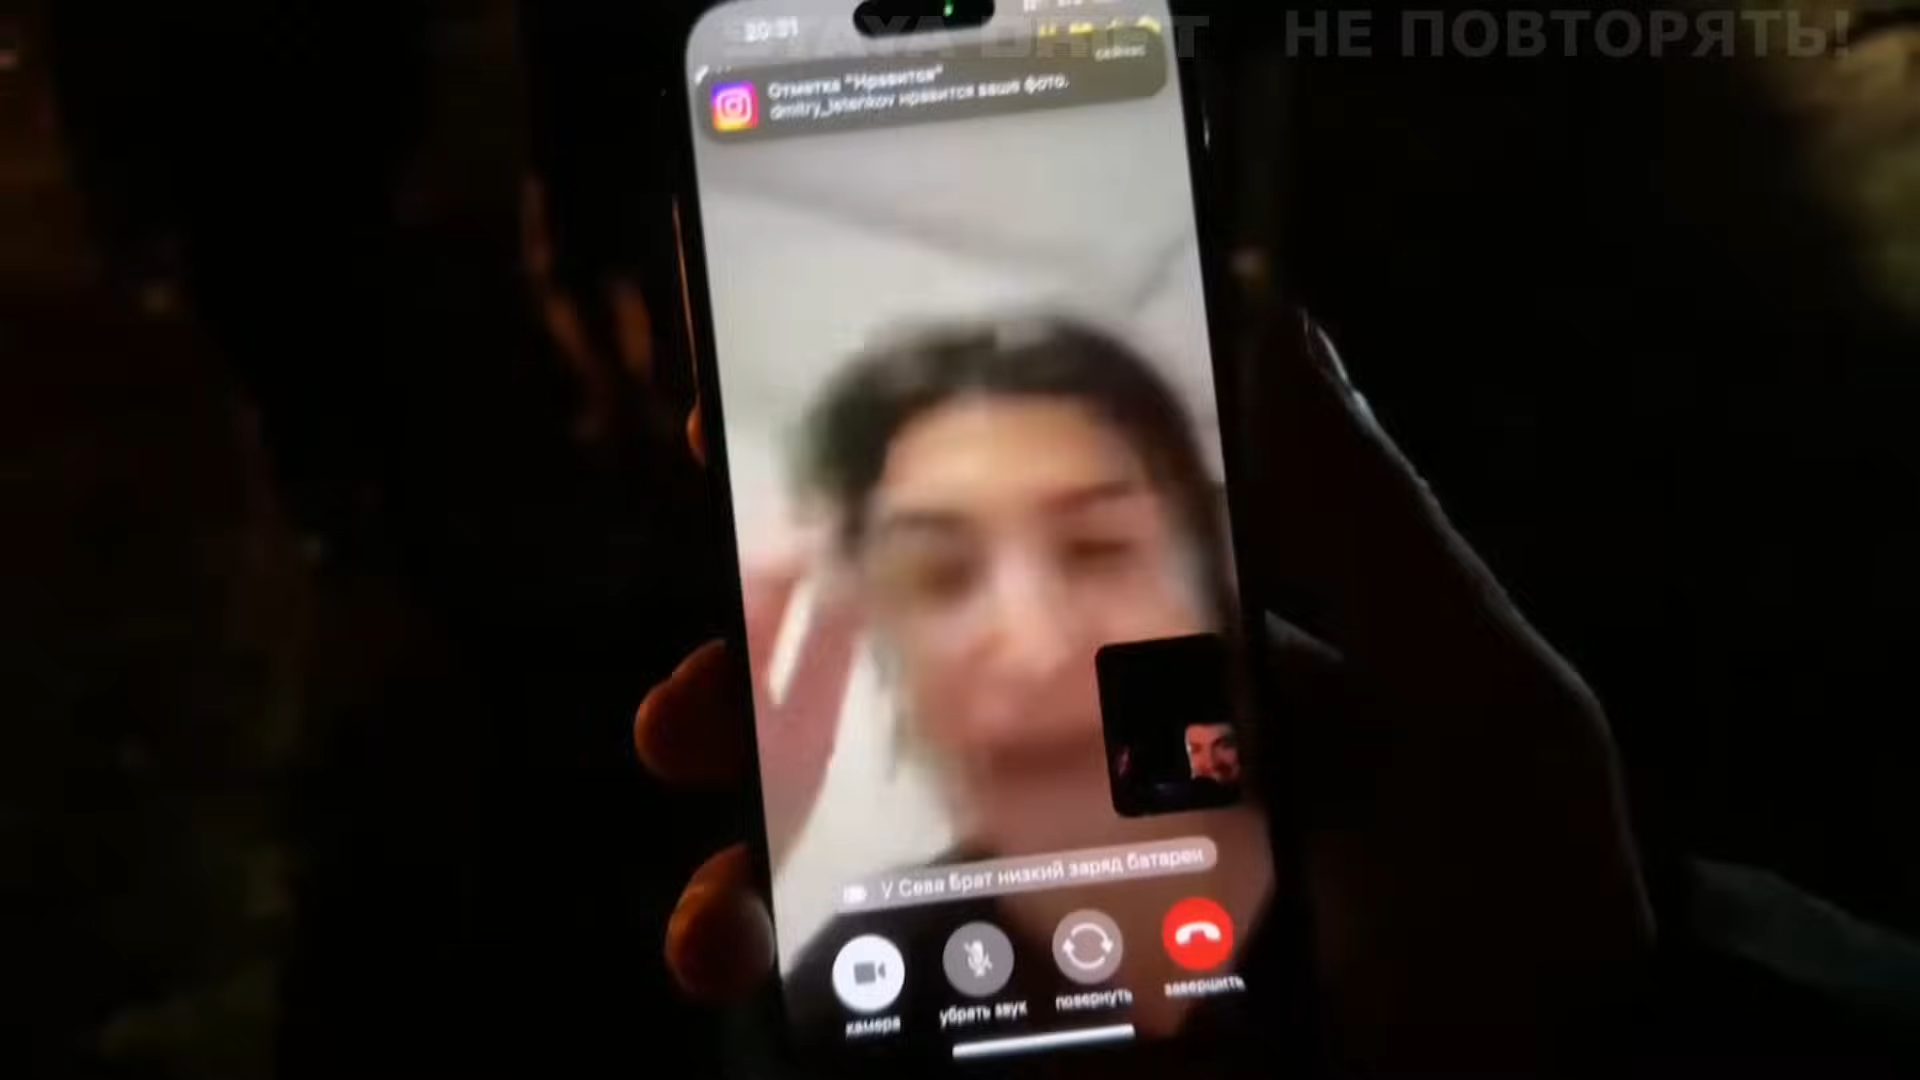 НЕ ПОВТОРЯТЬ!
20:31
сейчас
Отметка "Нравится"
dmitry_letenkov нравится ваше фото.
У Сева Брат низкий заряд батареи
камера
убрать звук
повернуть
завершить